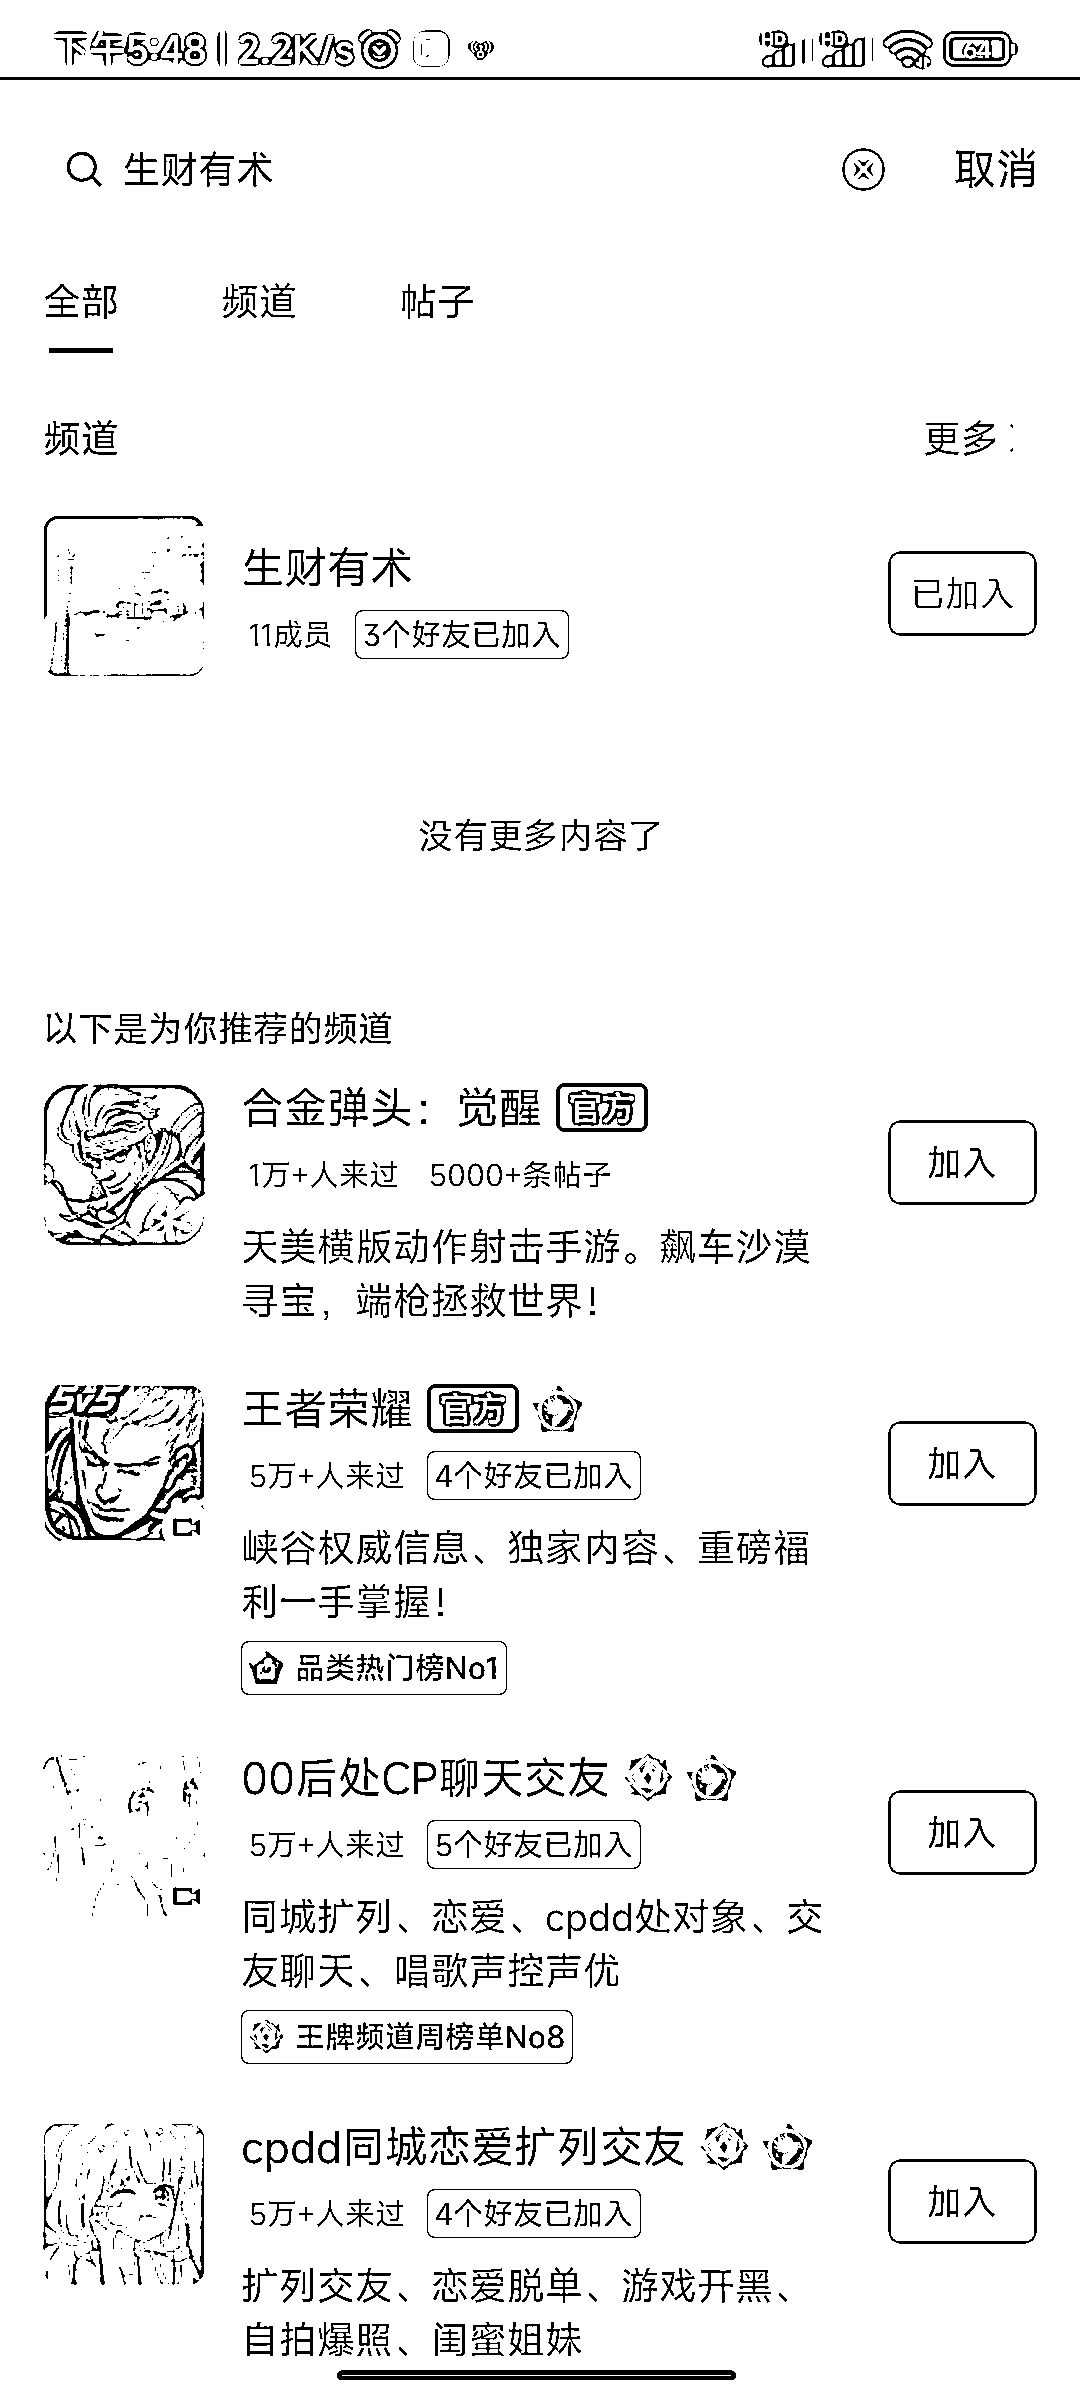 下午5:48 | 2.2K/s
HD HD 64
生财有术 取消
全部 频道 帖子
频道 更多
生财有术
11成员 3个好友已加入
已加入
没有更多内容了
以下是为你推荐的频道
合金弹头：觉醒 官方
1万+人来过 5000+条帖子
加入
天美横版动作射击手游。飙车沙漠
寻宝，端枪拯救世界！
5v5
王者荣耀 官方
5万+人来过 4个好友已加入
加入
峡谷权威信息、独家内容、重磅福
利一手掌握！
品类热门榜No1
00后处CP聊天交友
5万+人来过 5个好友已加入
加入
同城扩列、恋爱、cpdd处对象、交
友聊天、唱歌声控声优
王牌频道周榜单No8
cpdd同城恋爱扩列交友
5万+人来过 4个好友已加入
加入
扩列交友、恋爱脱单、游戏开黑、
自拍爆照、闺蜜姐妹